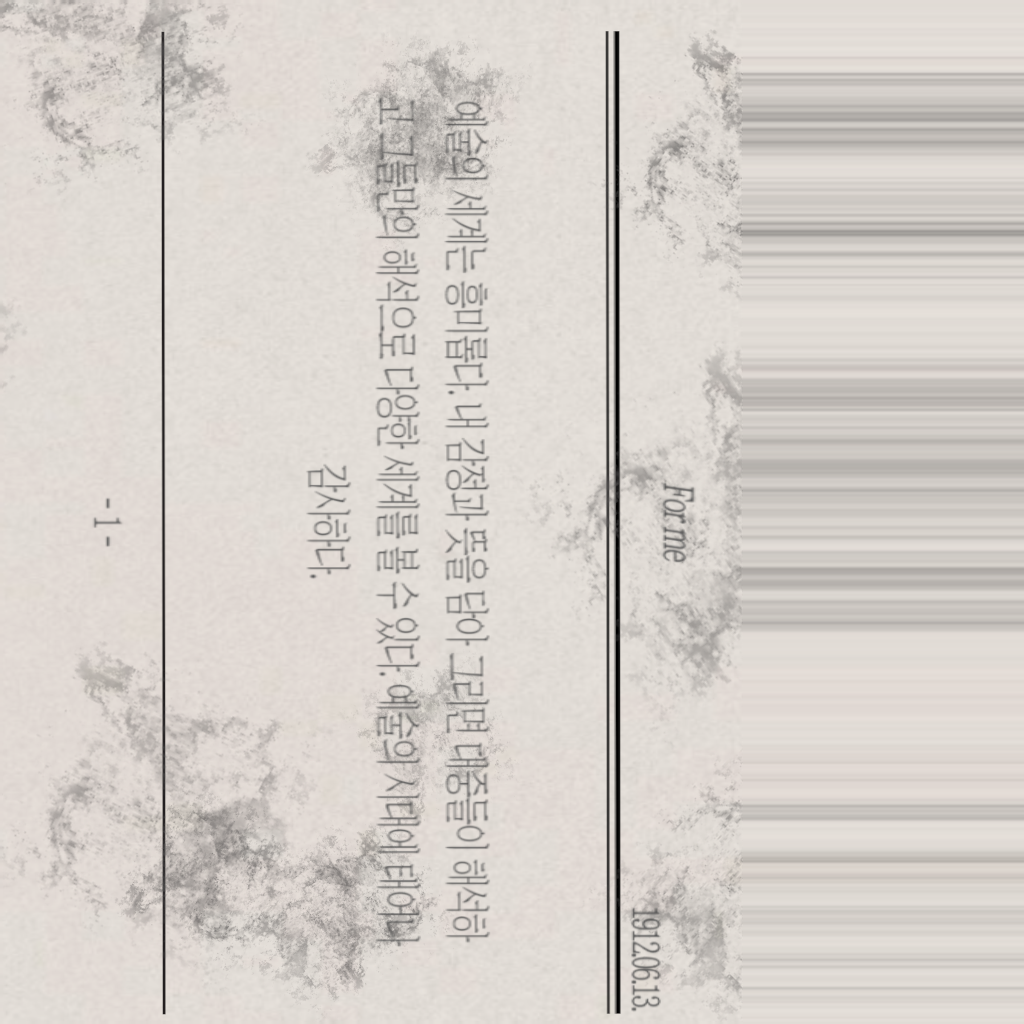 For me
1912.06.13.
예술의 세계는 흥미롭다. 내 감정과 뜻을 담아 그리면 대중들이 해석하
고 그들만의 해석으로 다양한 세계를 볼 수 있다. 예술의 시대에 태어나
감사하다.
- 1 -